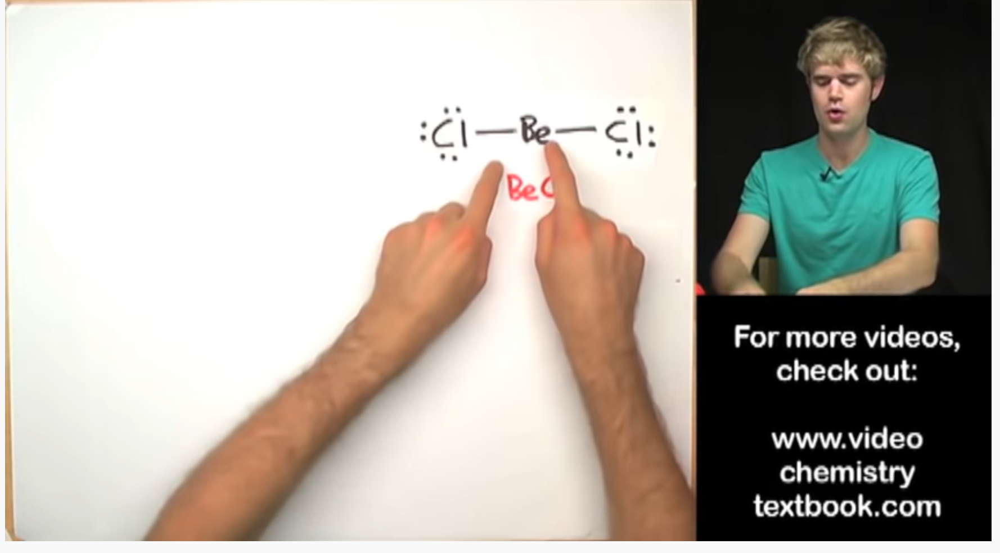 :Cl — Be — Cl:
Be C
For more videos,
check out:
www.video
chemistry
textbook.com